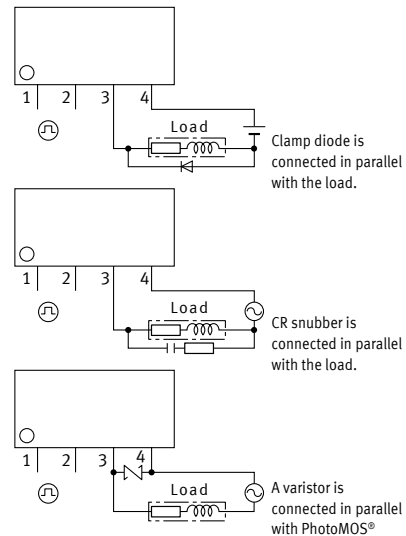 1 2 3 4
Load
Clamp diode is
connected in parallel
with the load.
1 2 3 4
Load
CR snubber is
connected in parallel
with the load.
1 2 3 4
Load
A varistor is
connected in parallel
with PhotoMOS®